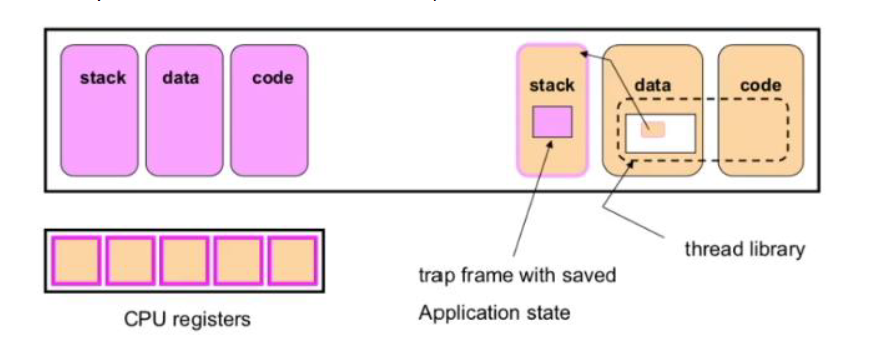 stack data code
stack data code
thread library
trap frame with saved
Application state
CPU registers